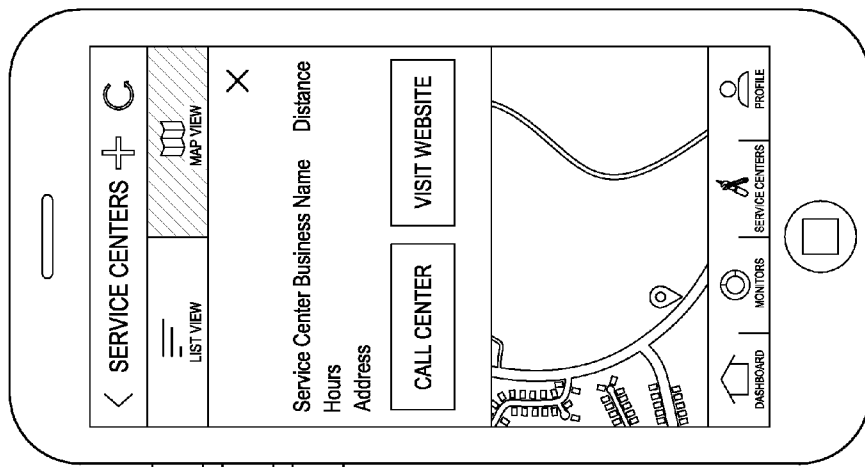 SERVICE CENTERS
LIST VIEW
MAP VIEW
Service Center Business Name Distance
Hours
Address
CALL CENTER
VISIT WEBSITE
DASHBOARD
MONITORS
SERVICE CENTERS
PROFILE